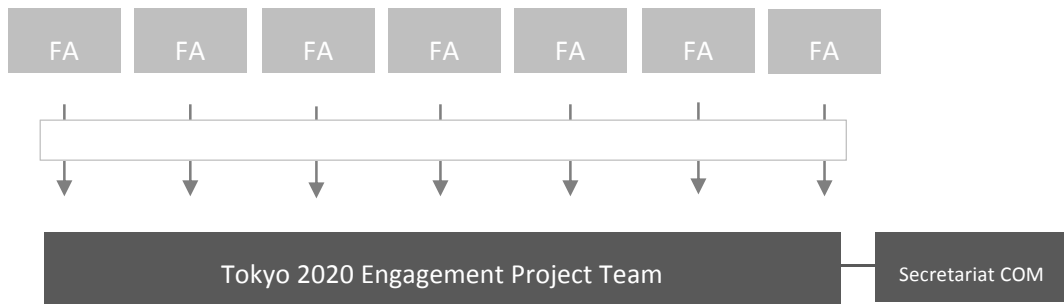 FA FA FA FA FA FA FA
Tokyo 2020 Engagement Project Team
Secretariat COM